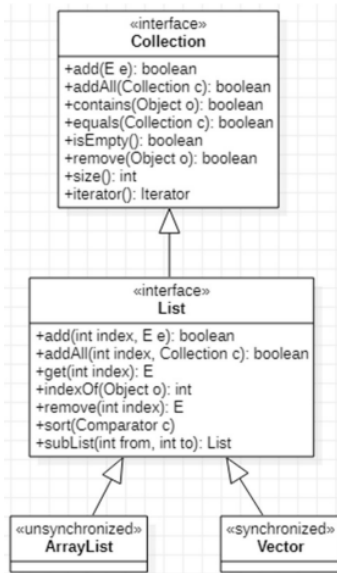 «interface»
Collection
+add(E e): boolean
+addAll(Collection c): boolean
+contains(Object o): boolean
+equals(Collection c): boolean
+isEmpty(): boolean
+remove(Object o): boolean
+size(): int
+iterator(): Iterator
«interface»
List
+add(int index, E e): boolean
+addAll(int index, Collection c): boolean
+get(int index): E
+indexOf(Object o): int
+remove(int index): E
+sort(Comparator c)
+subList(int from, int to): List
«unsynchronized»
ArrayList
«synchronized»
Vector